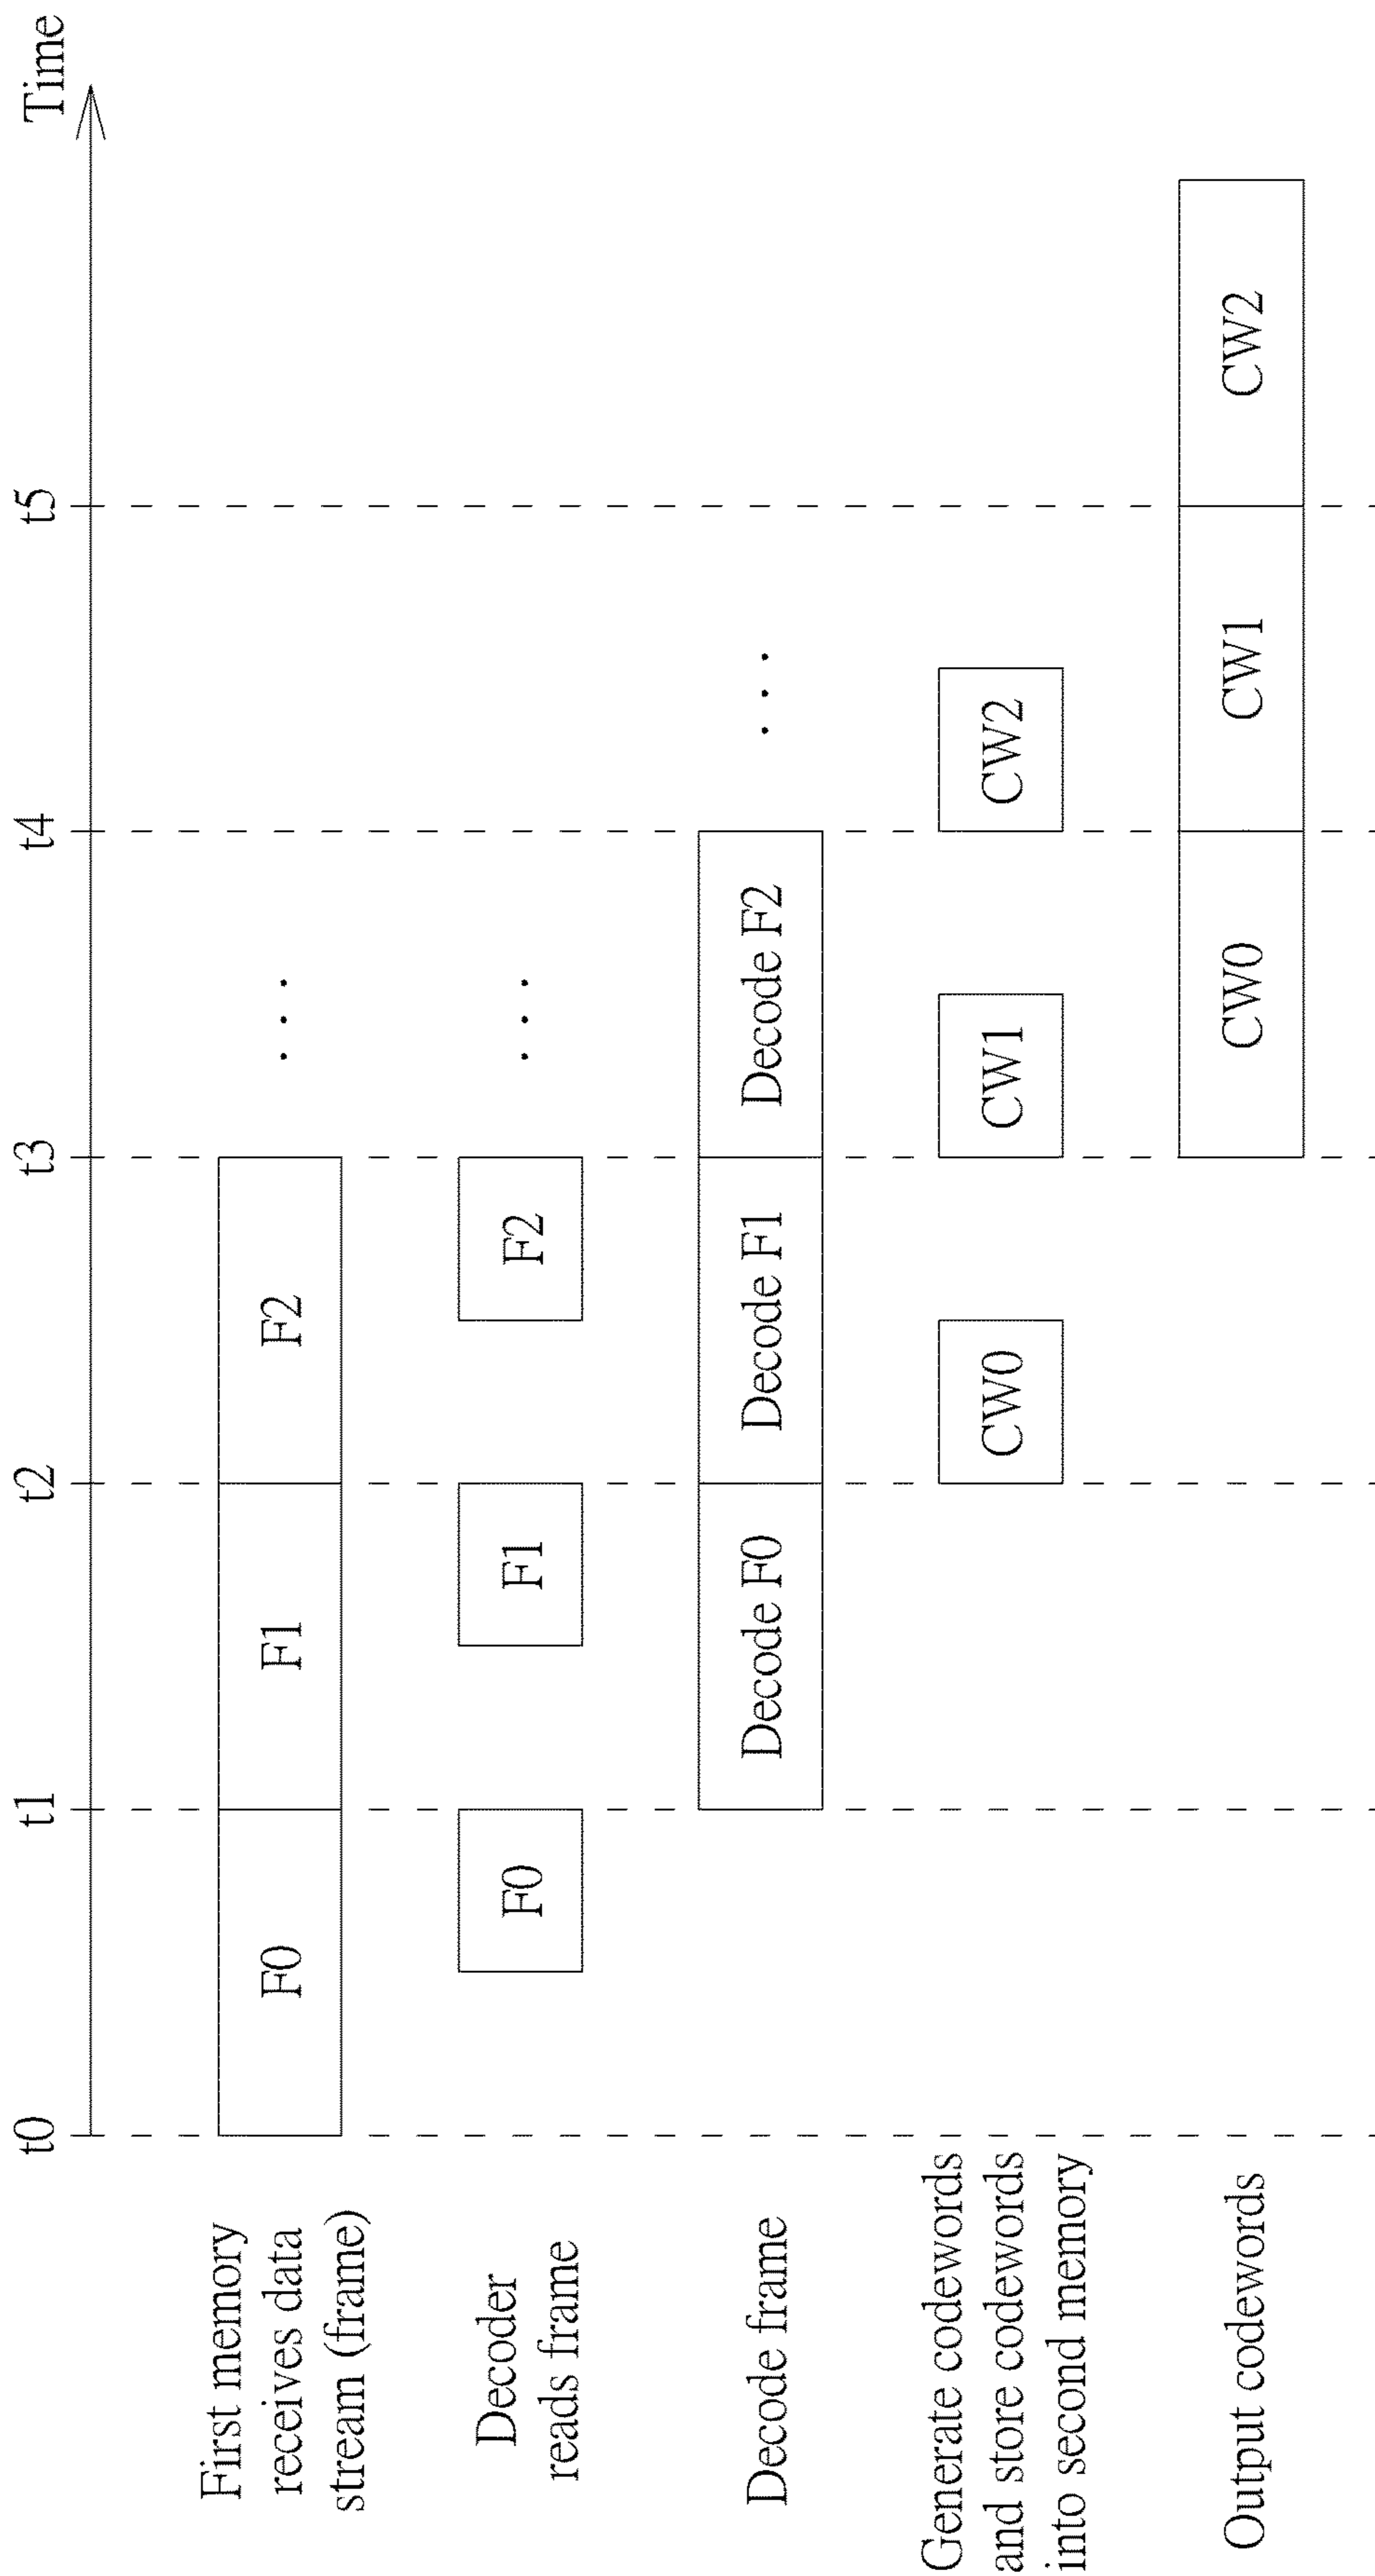 t0 t1 t2 t3 t4 t5 Time
First memory
receives data
stream (frame)
F0 F1 F2 . . .
Decoder
reads frame
F0 F1 F2 . . .
Decode frame
Decode F0 Decode F1 Decode F2 . . .
Generate codewords
and store codewords
into second memory
CW0 CW1 CW2
Output codewords
CW0 CW1 CW2